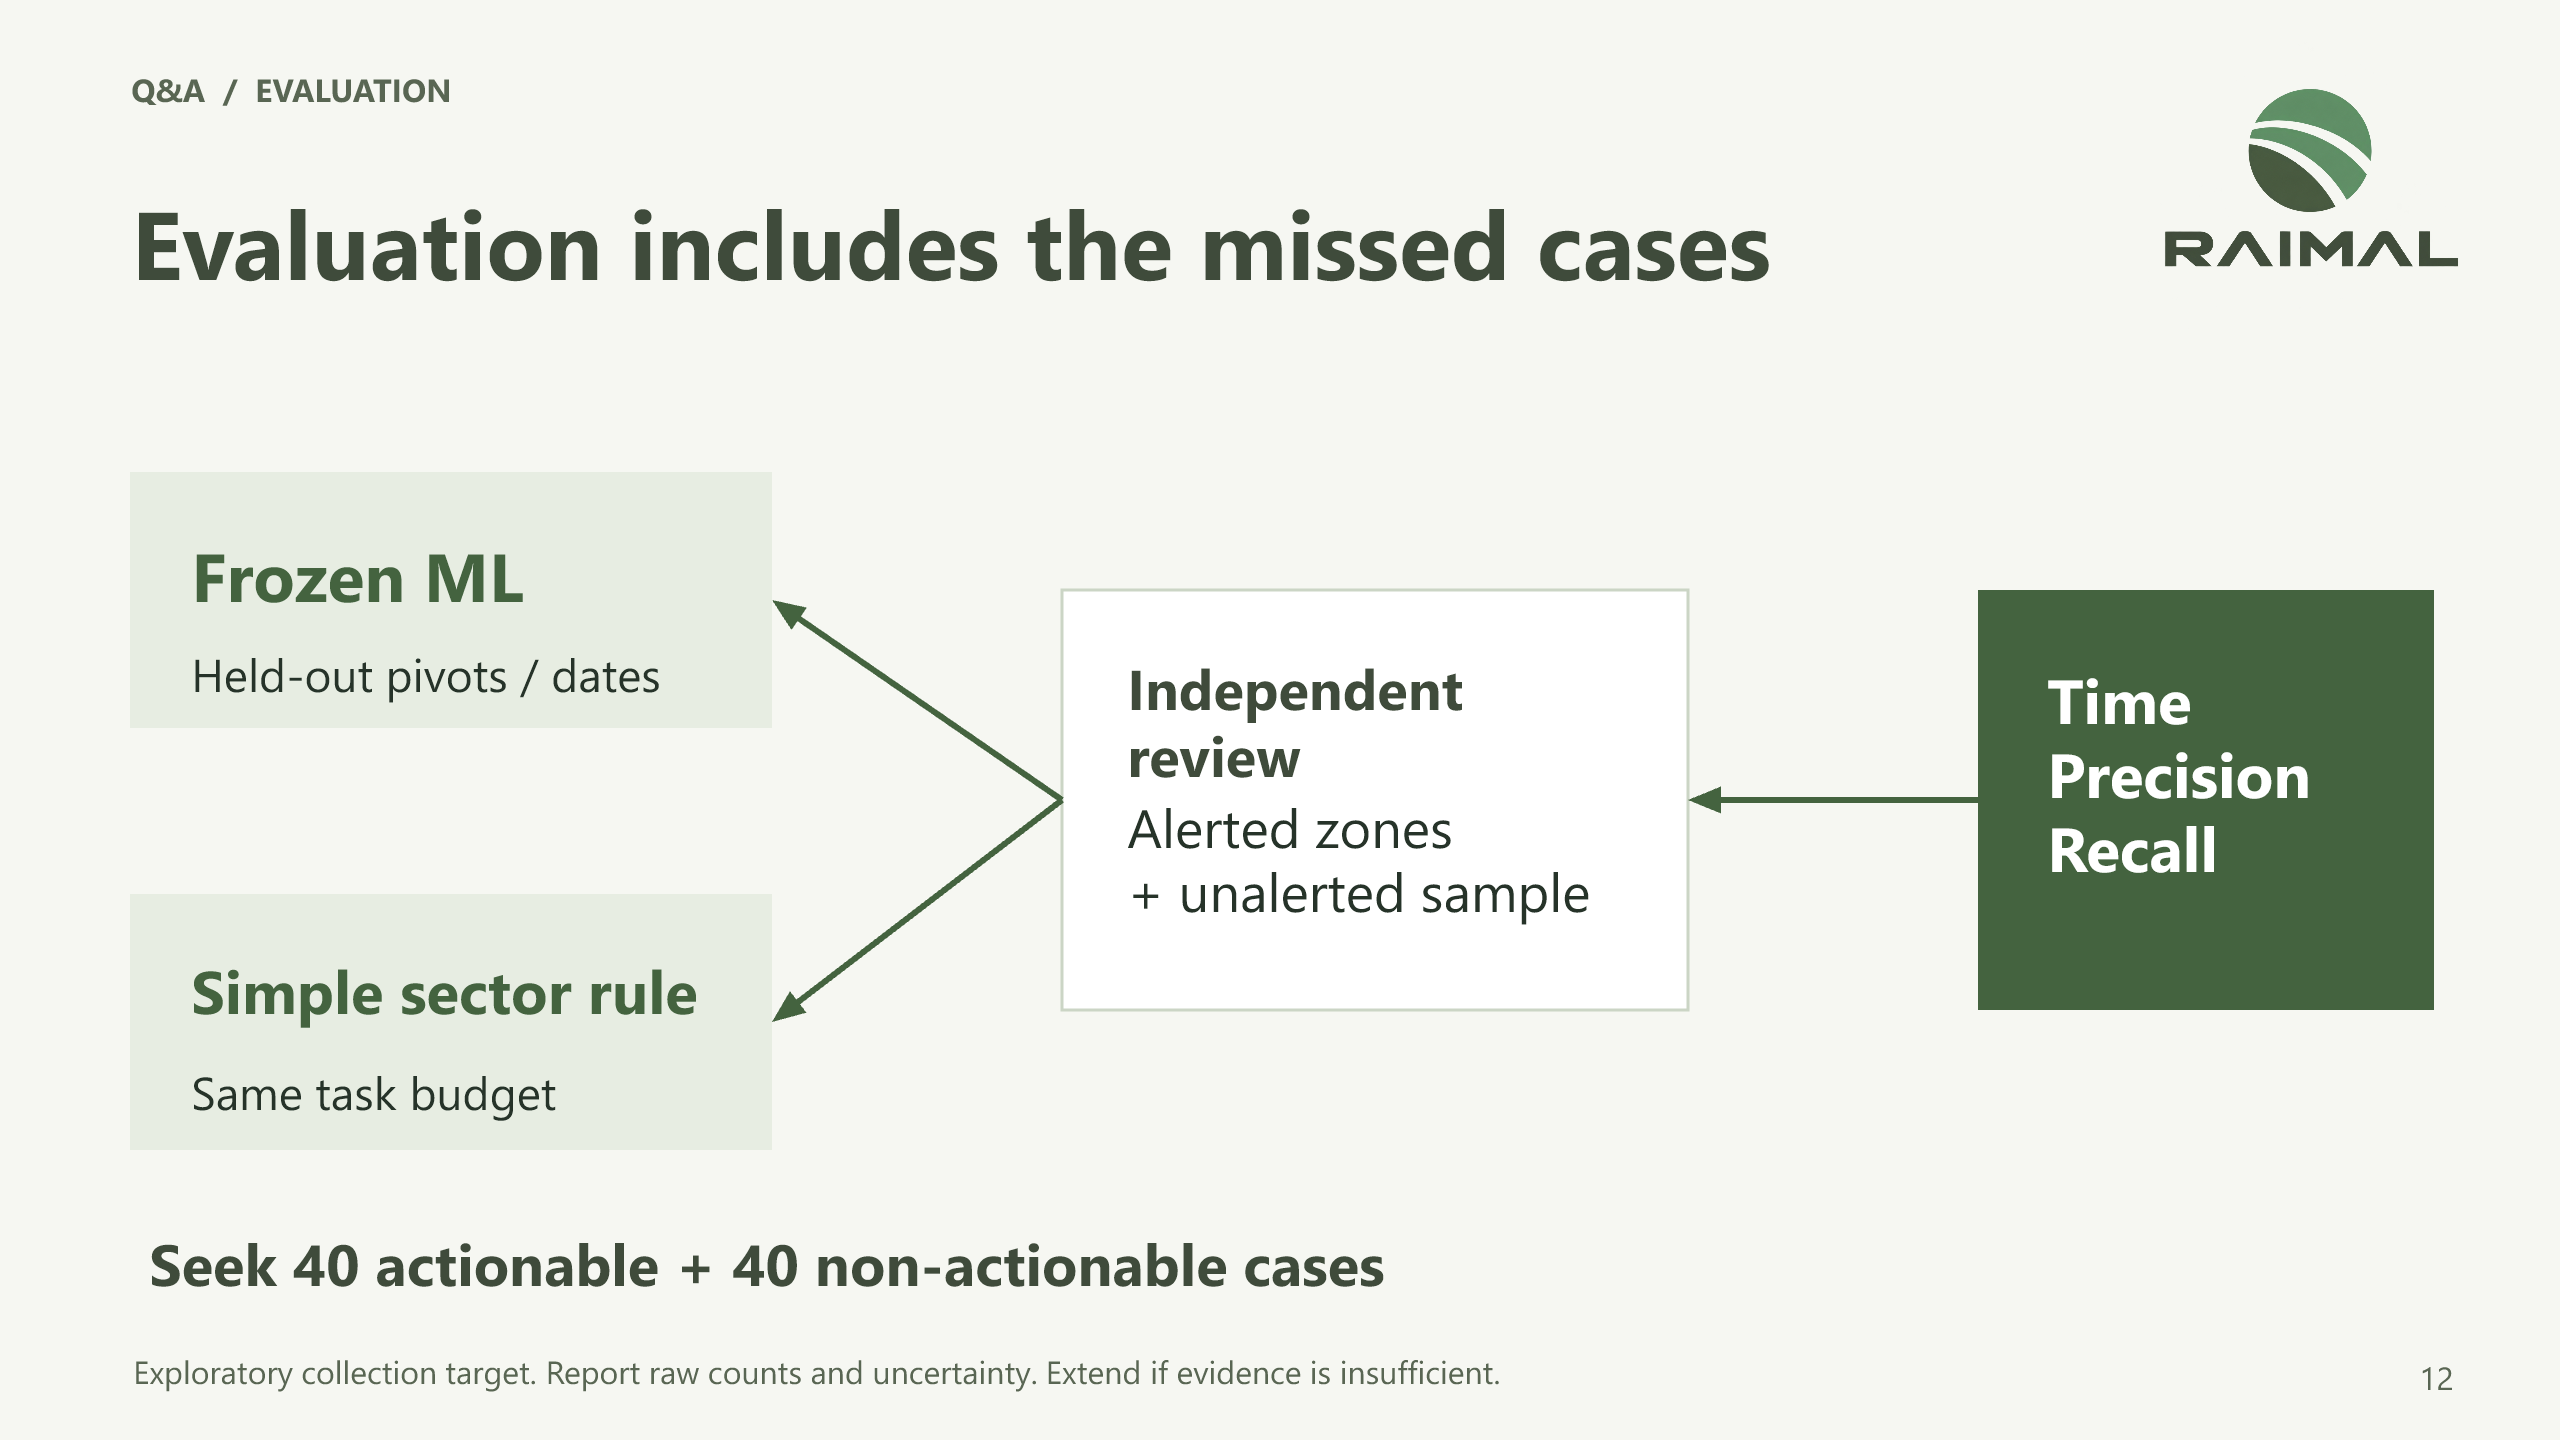 Q&A / EVALUATION
RAIMAL
Evaluation includes the missed cases
Frozen ML
Held-out pivots / dates
Simple sector rule
Same task budget
Independent
review
Alerted zones
+ unalerted sample
Time
Precision
Recall
Seek 40 actionable + 40 non-actionable cases
Exploratory collection target. Report raw counts and uncertainty. Extend if evidence is insufficient.
12